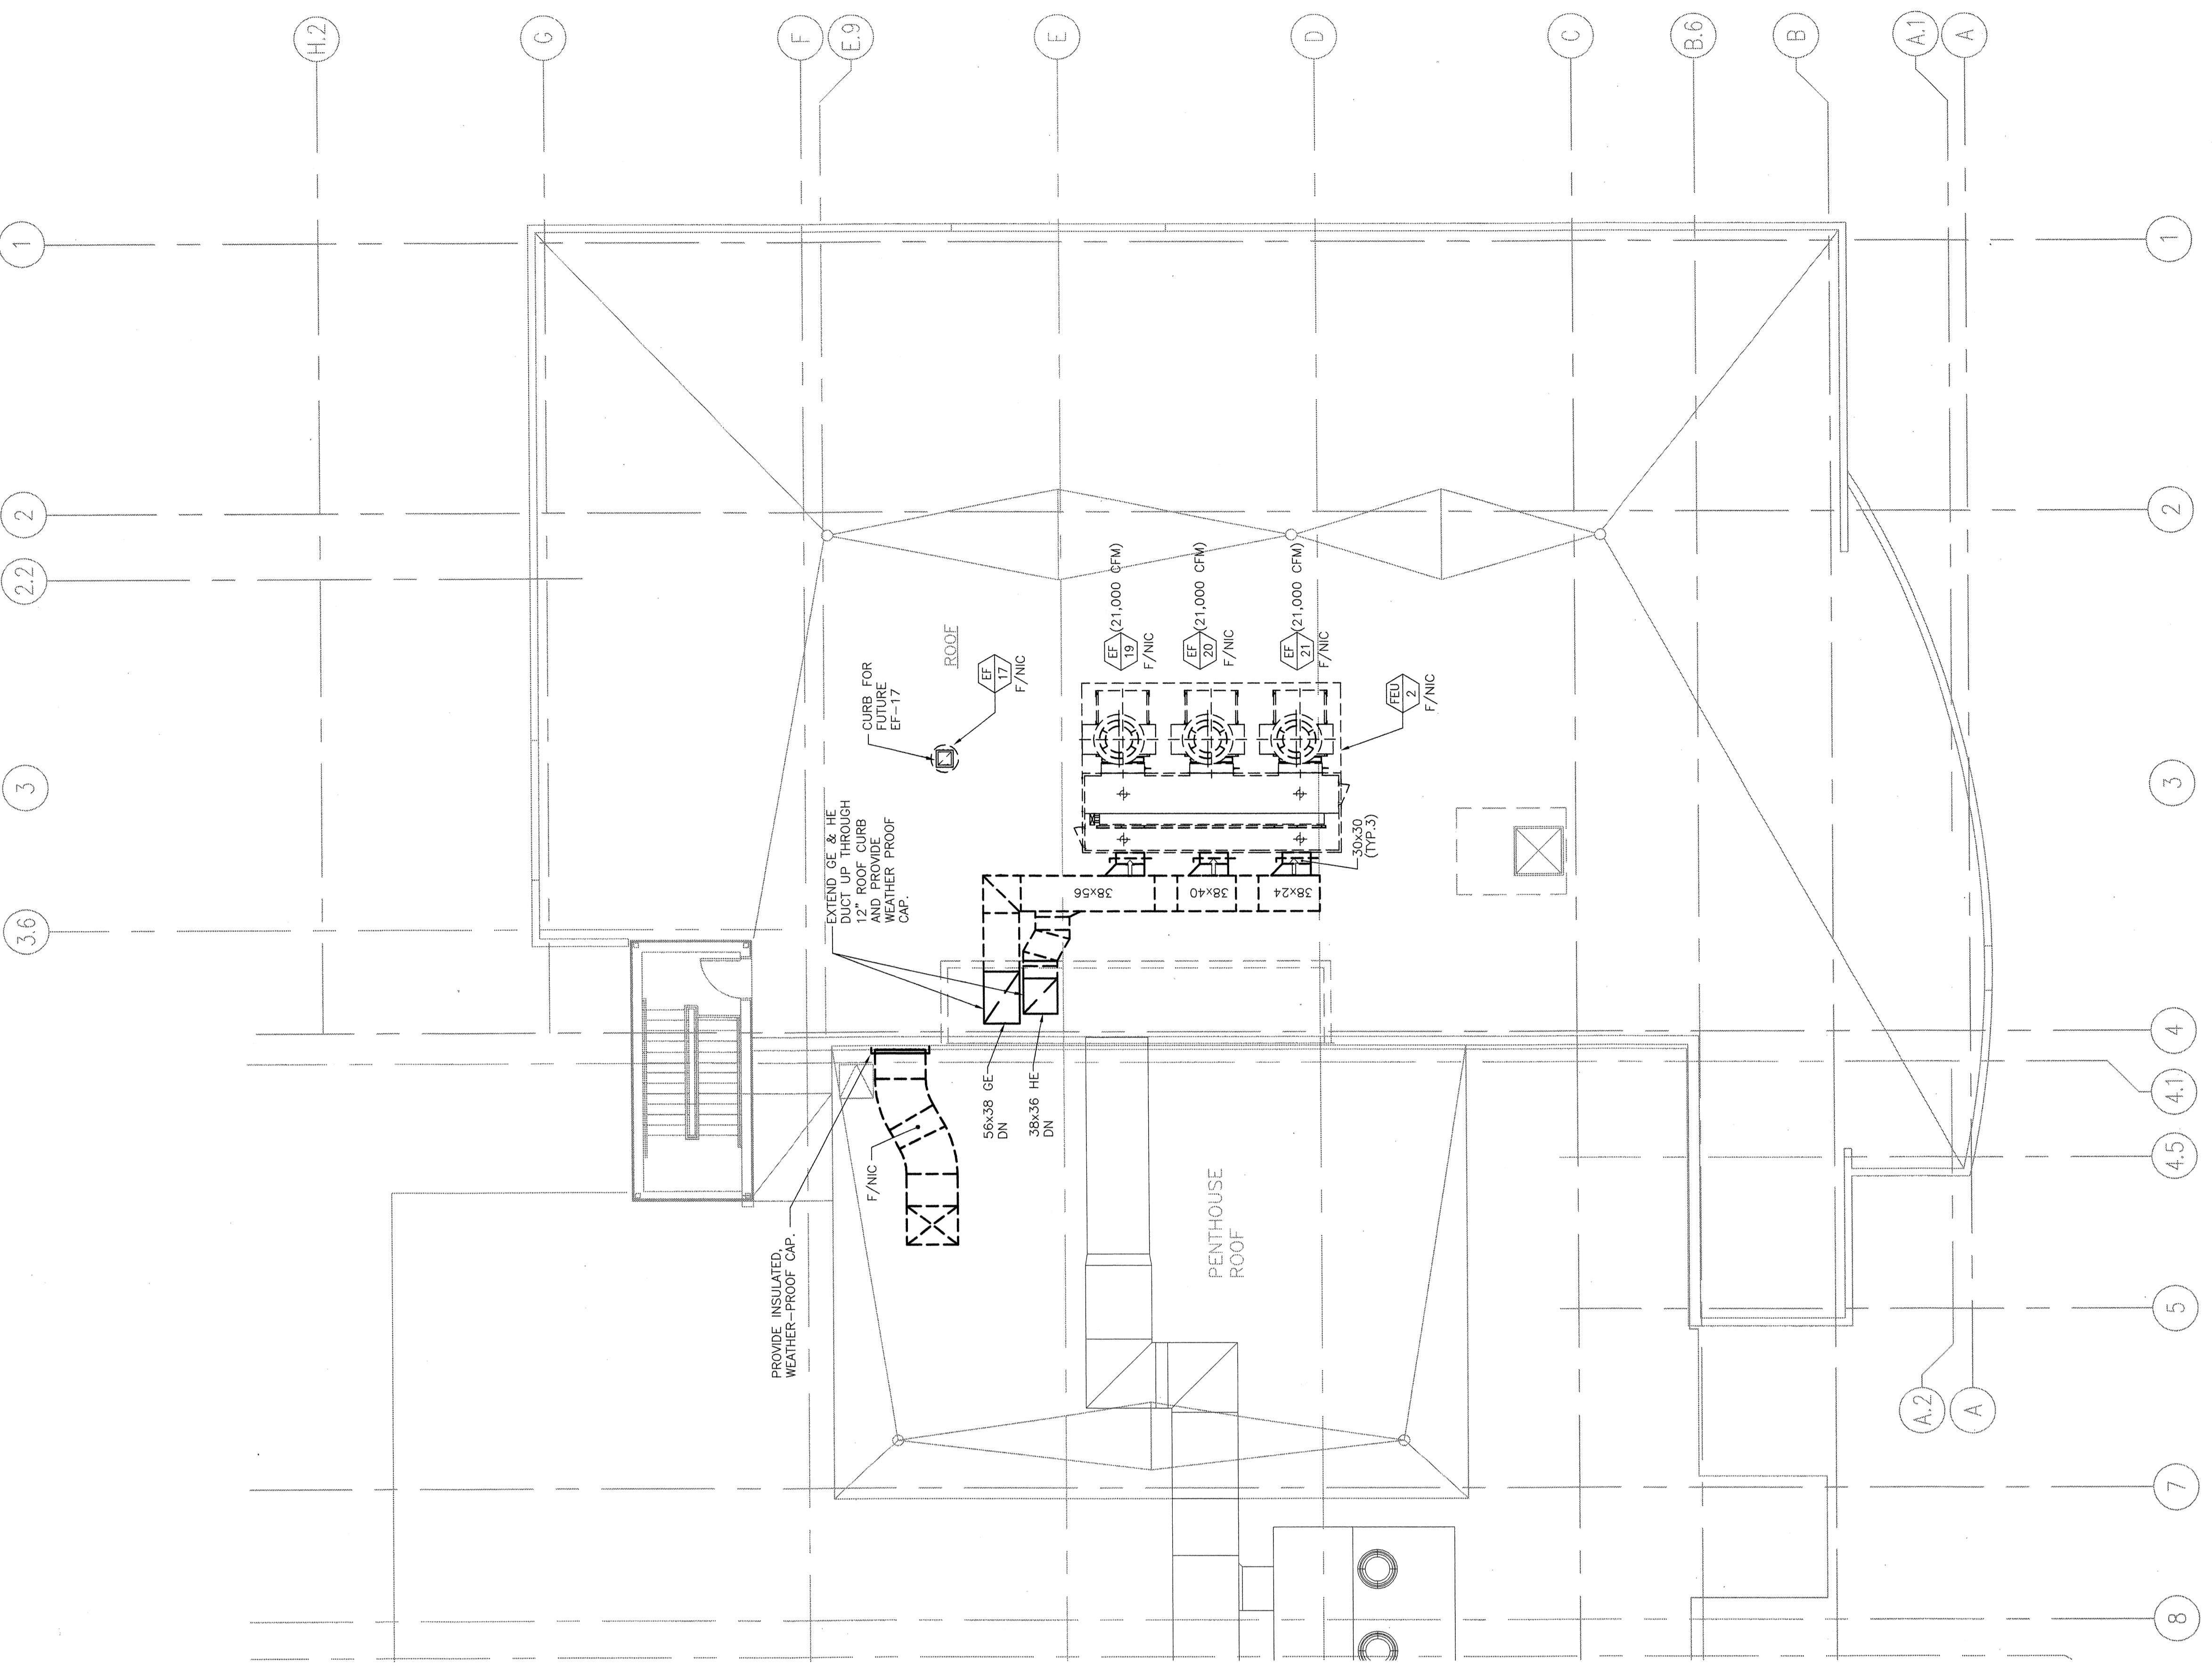 H.2
G
F
E.9
E
D
C
B.6
B
A.1
A
1
2
2.2
3
3.6
1
2
3
4
4.1
4.5
5
7
8
A.2
A
ROOF
CURB FOR
FUTURE
EF-17
EF
17
F/NIC
EF
19
(21,000 CFM)
F/NIC
EF
20
(21,000 CFM)
F/NIC
EF
21
(21,000 CFM)
F/NIC
FEU
2
F/NIC
EXTEND GE & HE
DUCT UP THROUGH
12" ROOF CURB
AND PROVIDE
WEATHER PROOF
CAP.
38x56
38x40
38x24
30x30
(TYP.3)
56x38 GE
DN
38x36 HE
DN
F/NIC
PROVIDE INSULATED,
WEATHER-PROOF CAP.
PENTHOUSE
ROOF